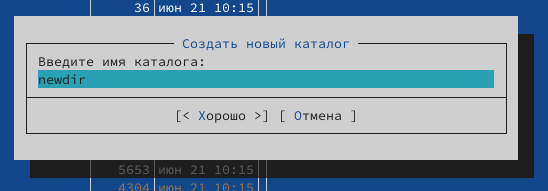 36 июн 21 10:15
Создать новый каталог
Введите имя каталога:
newdir
[< Хорошо >] [ Отмена ]
5653 июн 21 10:15
4304 июн 21 10:15